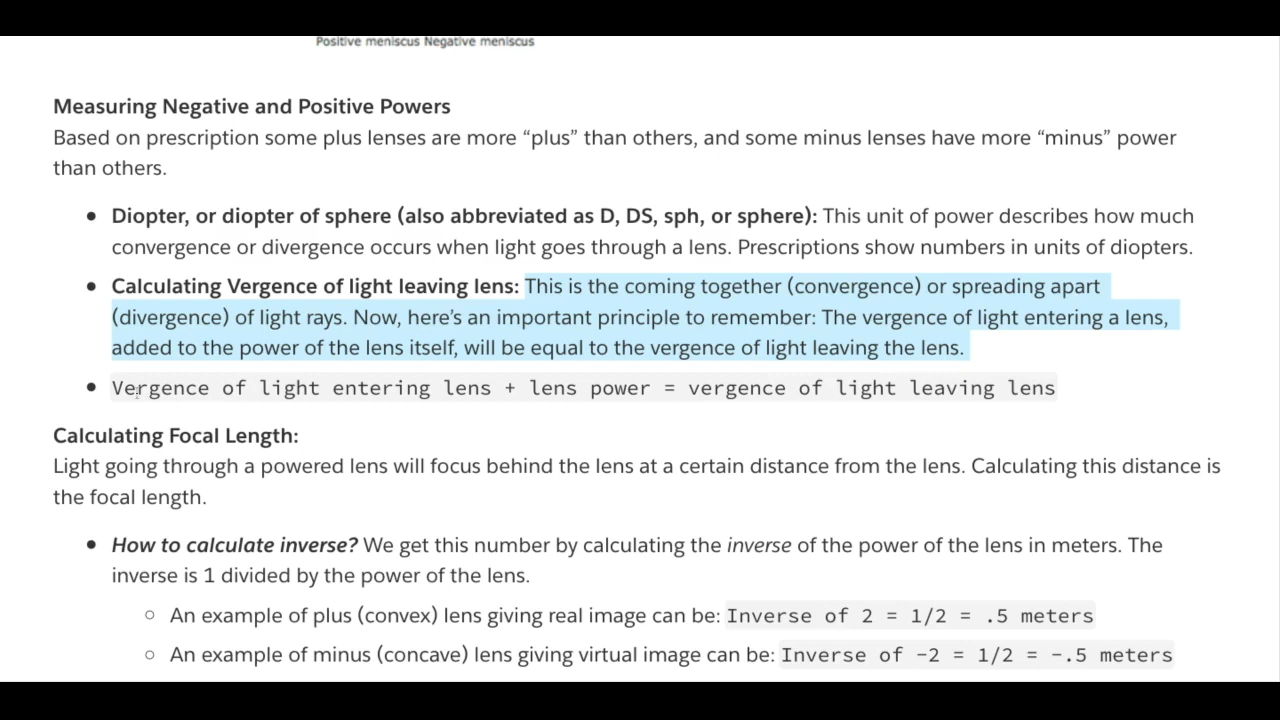 Positive meniscus Negative meniscus
Measuring Negative and Positive Powers
Based on prescription some plus lenses are more “plus” than others, and some minus lenses have more “minus” power
than others.
• Diopter, or diopter of sphere (also abbreviated as D, DS, sph, or sphere): This unit of power describes how much
convergence or divergence occurs when light goes through a lens. Prescriptions show numbers in units of diopters.
• Calculating Vergence of light leaving lens: This is the coming together (convergence) or spreading apart
(divergence) of light rays. Now, here’s an important principle to remember: The vergence of light entering a lens,
added to the power of the lens itself, will be equal to the vergence of light leaving the lens.
• Vergence of light entering lens + lens power = vergence of light leaving lens
Calculating Focal Length:
Light going through a powered lens will focus behind the lens at a certain distance from the lens. Calculating this distance is
the focal length.
• How to calculate inverse? We get this number by calculating the inverse of the power of the lens in meters. The
inverse is 1 divided by the power of the lens.
○ An example of plus (convex) lens giving real image can be: Inverse of 2 = 1/2 = .5 meters
○ An example of minus (concave) lens giving virtual image can be: Inverse of -2 = 1/2 = -.5 meters